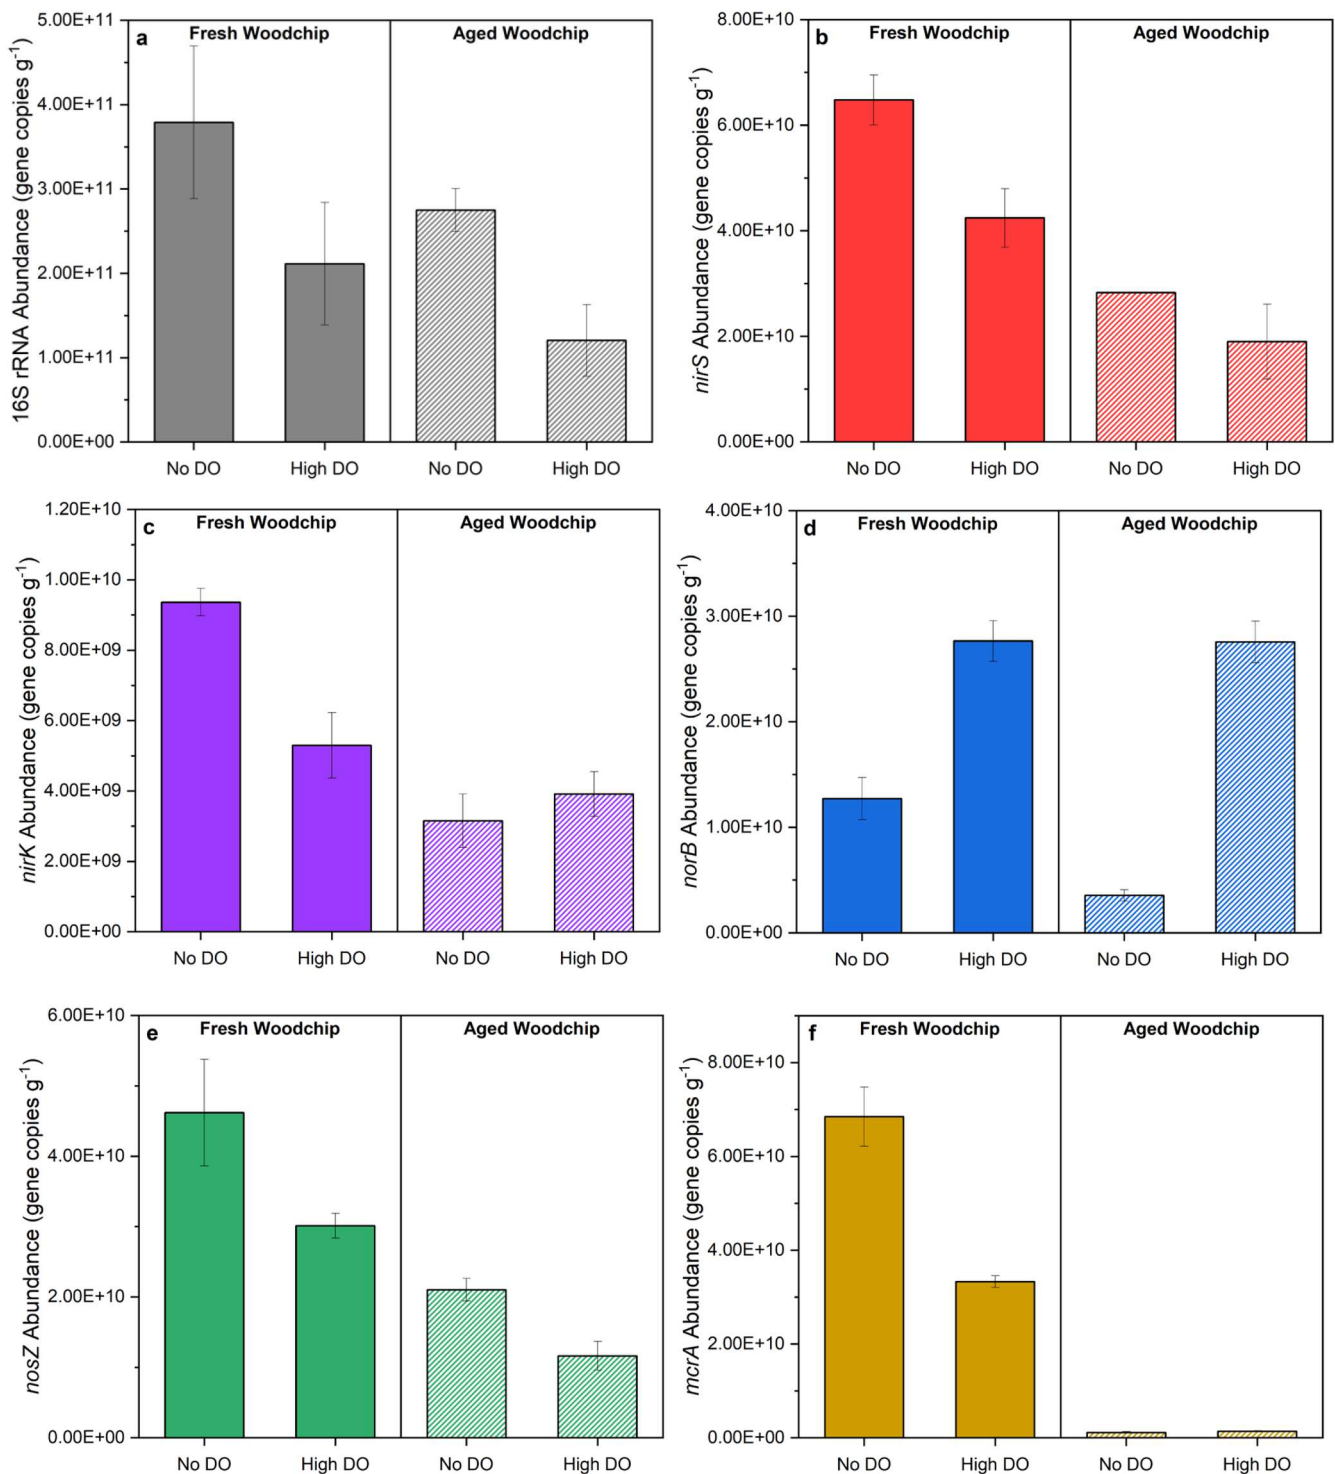 a
Fresh Woodchip
Aged Woodchip
16S rRNA Abundance (gene copies g⁻¹)
5.00E+11
4.00E+11
3.00E+11
2.00E+11
1.00E+11
0.00E+00
No DO
High DO
No DO
High DO
b
Fresh Woodchip
Aged Woodchip
nirS Abundance (gene copies g⁻¹)
8.00E+10
6.00E+10
4.00E+10
2.00E+10
0.00E+00
No DO
High DO
No DO
High DO
c
Fresh Woodchip
Aged Woodchip
nirK Abundance (gene copies g⁻¹)
1.20E+10
1.00E+10
8.00E+09
6.00E+09
4.00E+09
2.00E+09
0.00E+00
No DO
High DO
No DO
High DO
d
Fresh Woodchip
Aged Woodchip
norB Abundance (gene copies g⁻¹)
4.00E+10
3.00E+10
2.00E+10
1.00E+10
0.00E+00
No DO
High DO
No DO
High DO
e
Fresh Woodchip
Aged Woodchip
nosZ Abundance (gene copies g⁻¹)
6.00E+10
4.00E+10
2.00E+10
0.00E+00
No DO
High DO
No DO
High DO
f
Fresh Woodchip
Aged Woodchip
mcrA Abundance (gene copies g⁻¹)
8.00E+10
6.00E+10
4.00E+10
2.00E+10
0.00E+00
No DO
High DO
No DO
High DO